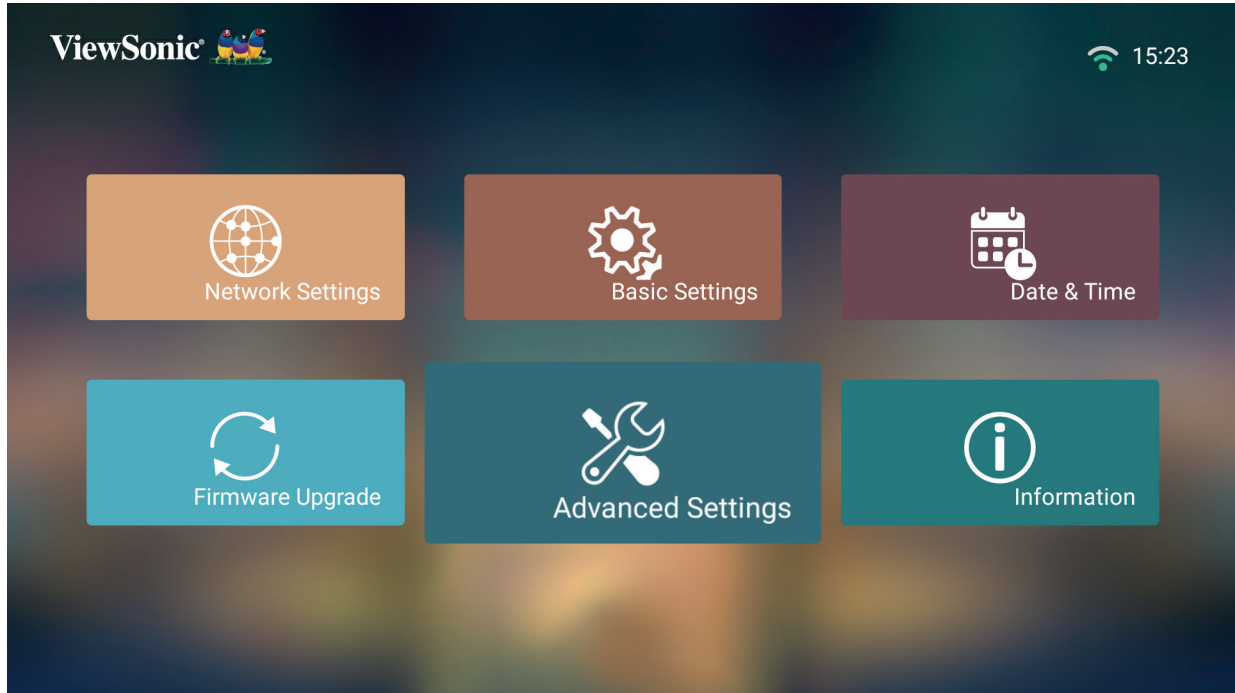 ViewSonic®
15:23
Network Settings
Basic Settings
Date & Time
Firmware Upgrade
Advanced Settings
Information